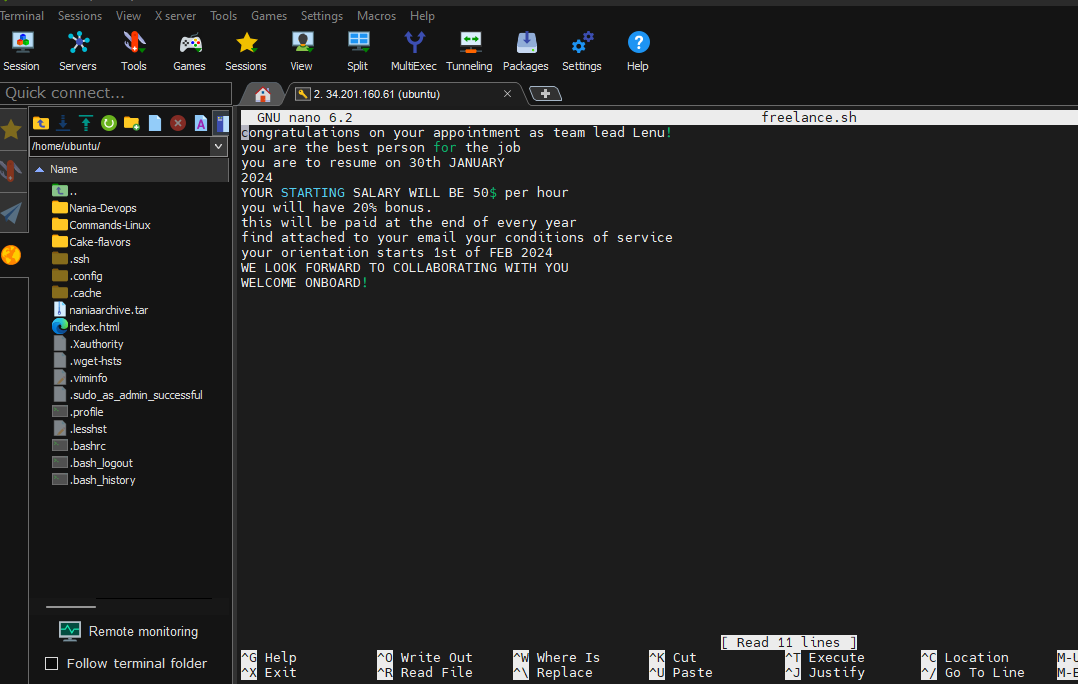 Terminal Sessions View X server Tools Games Settings Macros Help
Session Servers Tools Games Sessions View Split MultiExec Tunneling Packages Settings Help
Quick connect...
2. 34.201.160.61 (ubuntu)
/home/ubuntu/
Name
..
Nania-Devops
Commands-Linux
Cake-flavors
.ssh
.config
.cache
naniaarchive.tar
index.html
.Xauthority
.wget-hsts
.viminfo
.sudo_as_admin_successful
.profile
.lesshst
.bashrc
.bash_logout
.bash_history
Remote monitoring
Follow terminal folder
GNU nano 6.2 freelance.sh
congratulations on your appointment as team lead Lenu!
you are the best person for the job
you are to resume on 30th JANUARY
2024
YOUR STARTING SALARY WILL BE 50$ per hour
you will have 20% bonus.
this will be paid at the end of every year
find attached to your email your conditions of service
your orientation starts 1st of FEB 2024
WE LOOK FORWARD TO COLLABORATING WITH YOU
WELCOME ONBOARD!
[ Read 11 lines ]
^G Help ^O Write Out ^W Where Is ^K Cut ^T Execute ^C Location M-U
^X Exit ^R Read File ^\ Replace ^U Paste ^J Justify ^/ Go To Line M-E